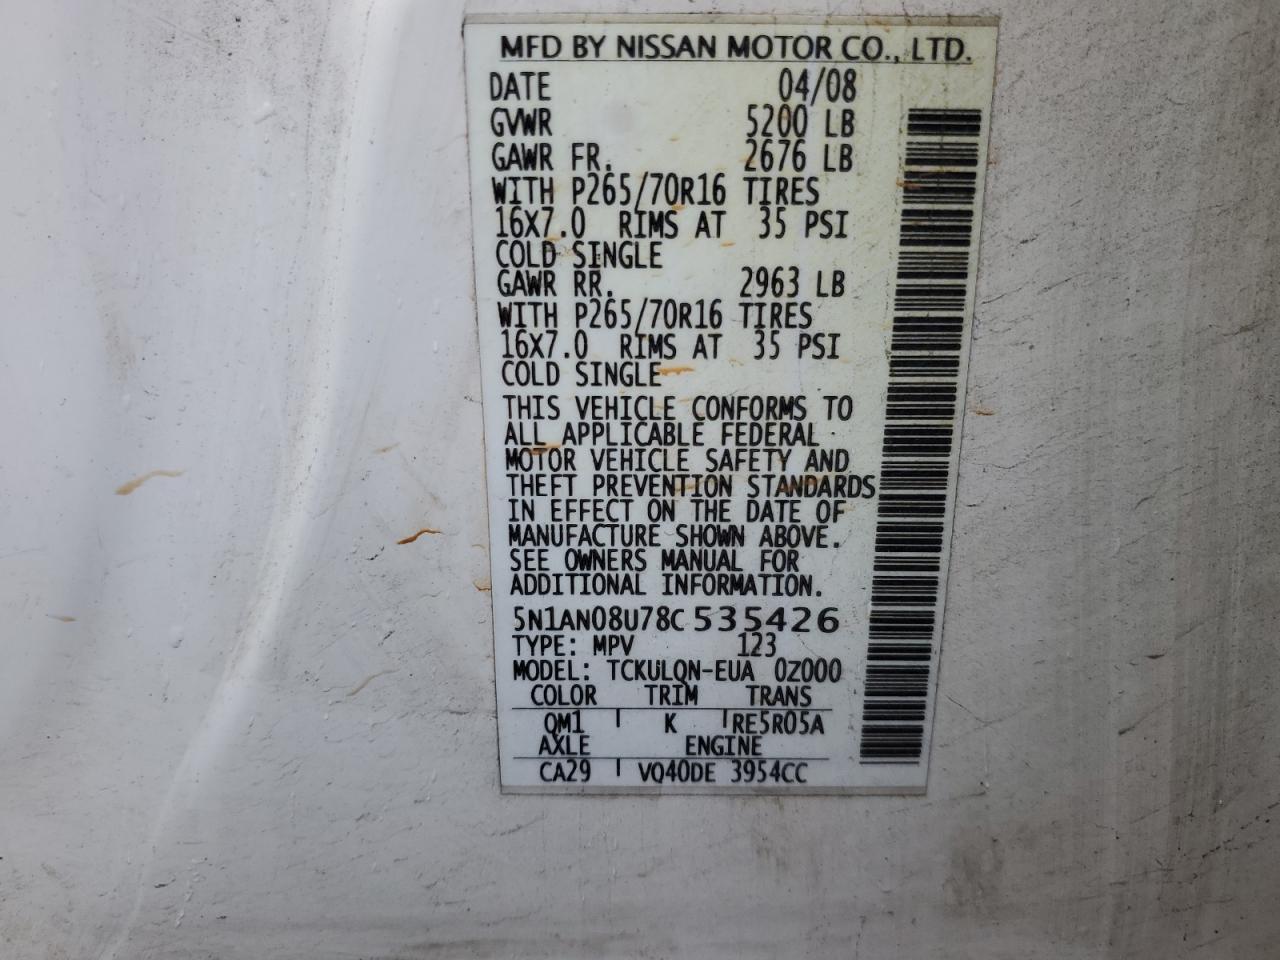 MFD BY NISSAN MOTOR CO., LTD.
DATE 04/08
GVWR 5200 LB
GAWR FR. 2676 LB
WITH P265/70R16 TIRES
16X7.0 RIMS AT 35 PSI
COLD SINGLE
GAWR RR. 2963 LB
WITH P265/70R16 TIRES
16X7.0 RIMS AT 35 PSI
COLD SINGLE
THIS VEHICLE CONFORMS TO
ALL APPLICABLE FEDERAL
MOTOR VEHICLE SAFETY AND
THEFT PREVENTION STANDARDS
IN EFFECT ON THE DATE OF
MANUFACTURE SHOWN ABOVE.
SEE OWNERS MANUAL FOR
ADDITIONAL INFORMATION.
5N1AN08U78C535426
TYPE: MPV 123
MODEL: TCKULQN-EUA 0Z000
COLOR TRIM TRANS
QM1 K RE5R05A
AXLE ENGINE
CA29 VQ40DE 3954CC